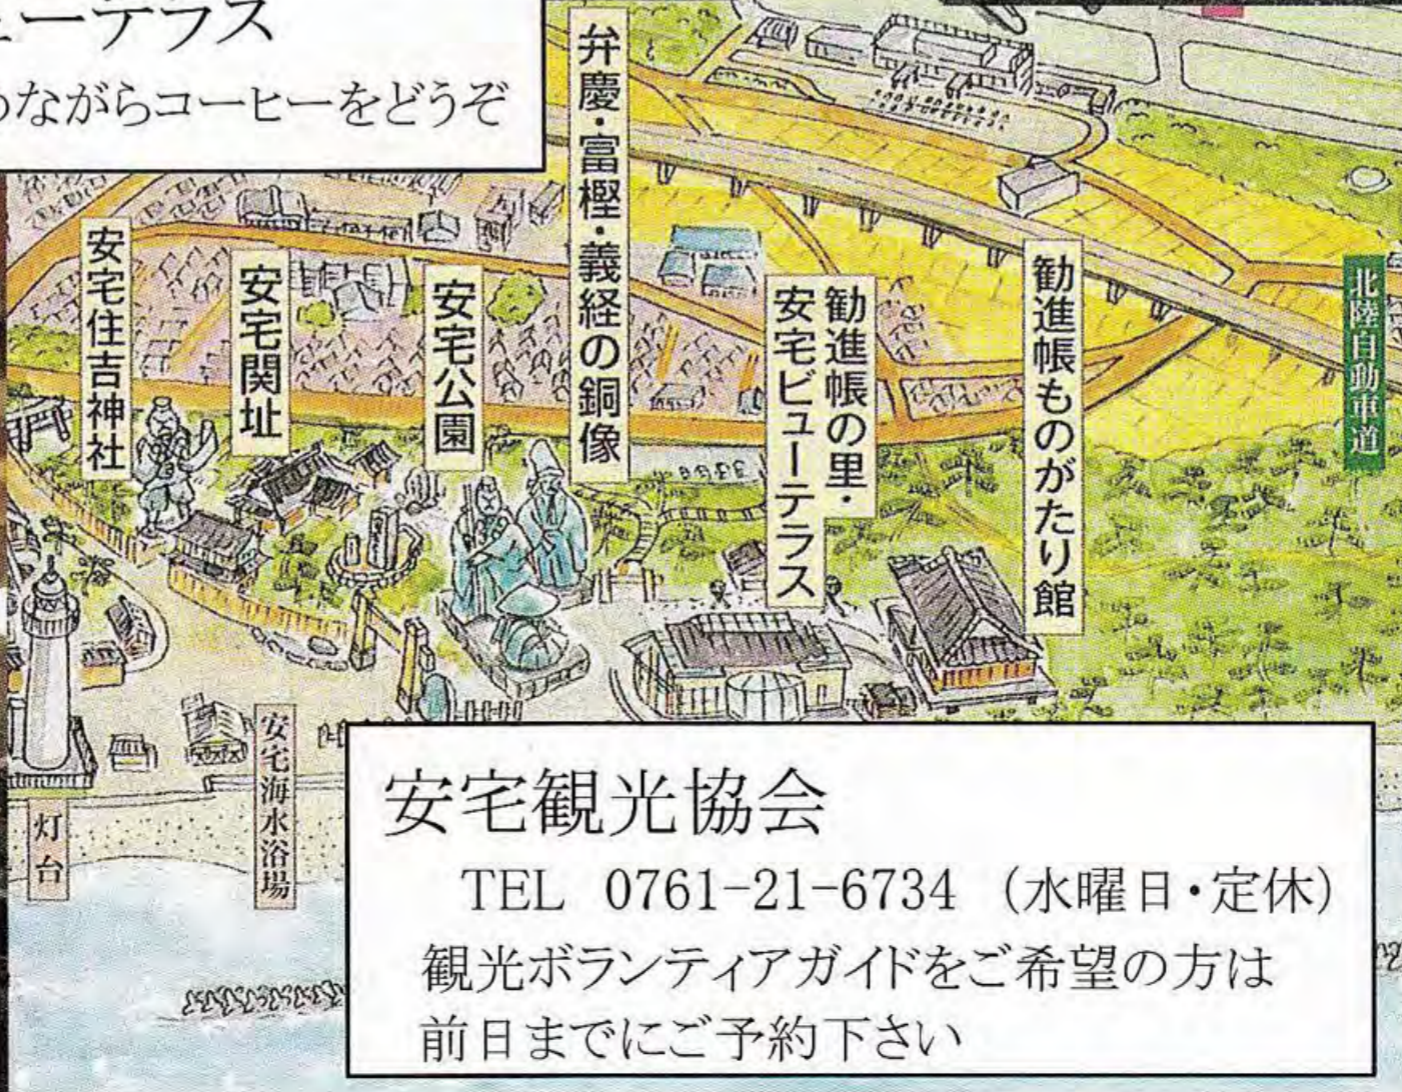 ューテラス
ながらコーヒーをどうぞ
弁慶・富樫・義経の銅像
安宅住吉神社
安宅関址
安宅公園
勧進帳の里・
安宅ビューテラス
勧進帳ものがたり館
北陸自動車道
灯台
安宅海水浴場
安宅観光協会
TEL 0761-21-6734 (水曜日・定休)
観光ボランティアガイドをご希望の方は
前日までにご予約下さい